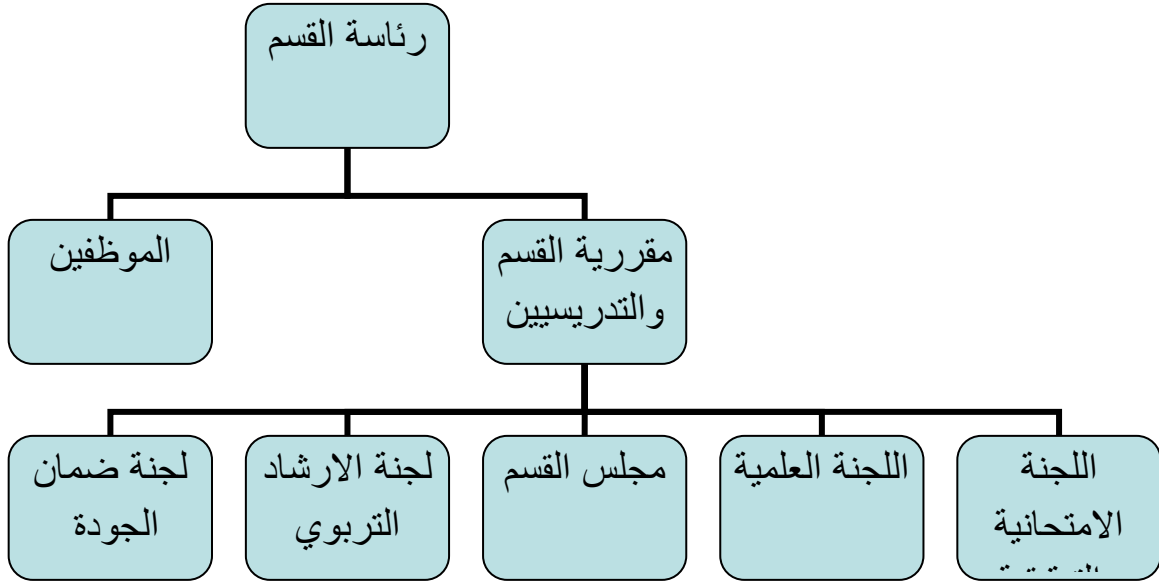 رئاسة القسم
مقررية القسم
والتدريسيين
الموظفين
اللجنة
الامتحانية
اللجنة العلمية
مجلس القسم
لجنة الارشاد
التربوي
لجنة ضمان
الجودة